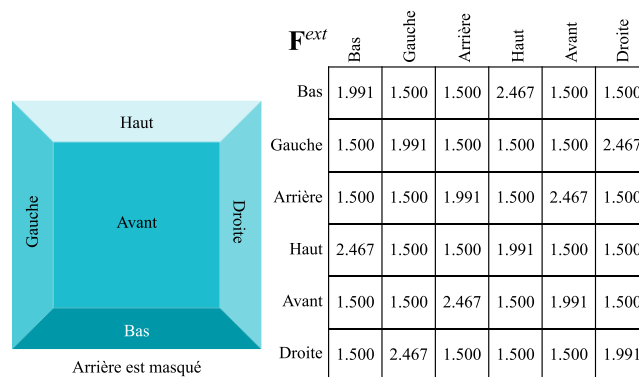 Haut
Gauche
Avant
Droite
Bas
Arrière est masqué
F^ext Bas Gauche Arrière Haut Avant Droite
Bas 1.991 1.500 1.500 2.467 1.500 1.500
Gauche 1.500 1.991 1.500 1.500 1.500 2.467
Arrière 1.500 1.500 1.991 1.500 2.467 1.500
Haut 2.467 1.500 1.500 1.991 1.500 1.500
Avant 1.500 1.500 2.467 1.500 1.991 1.500
Droite 1.500 2.467 1.500 1.500 1.500 1.991